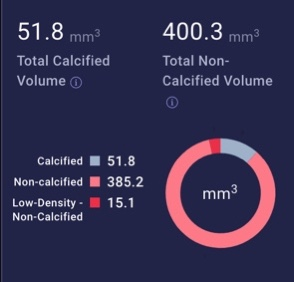 51.8 mm³ 400.3 mm³
Total Calcified Total Non-
Volume ⓘ Calcified Volume
ⓘ
Calcified 51.8
Non-calcified 385.2
Low-Density - 15.1
Non-Calcified
mm³